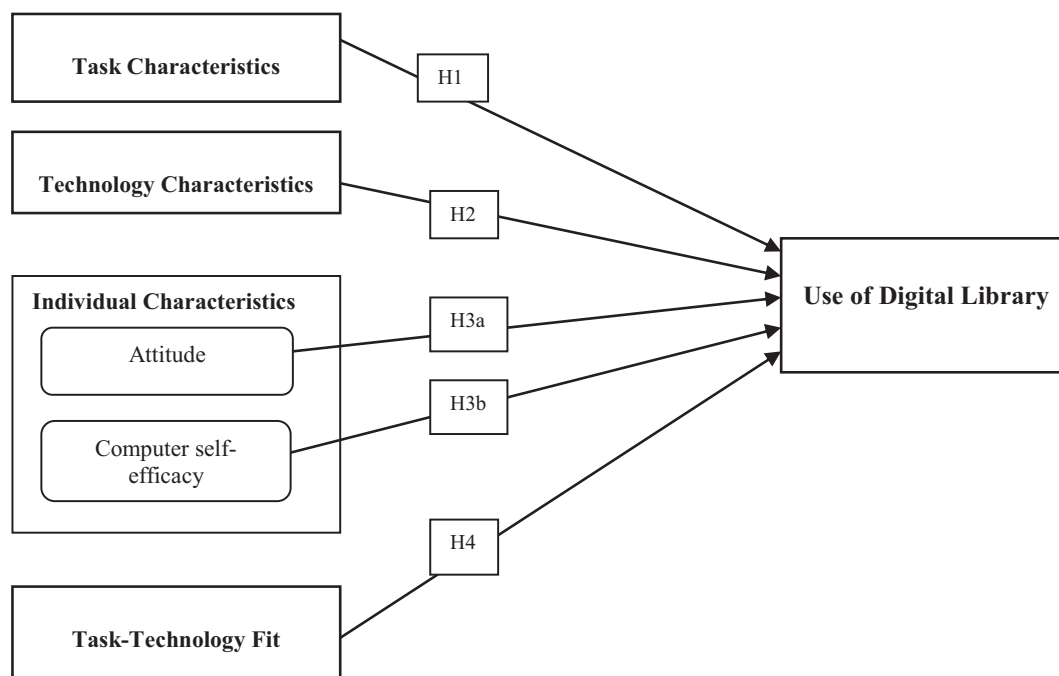 Task Characteristics
H1
Technology Characteristics
H2
Individual Characteristics
Attitude
H3a
Computer self-
efficacy
H3b
Use of Digital Library
H4
Task-Technology Fit